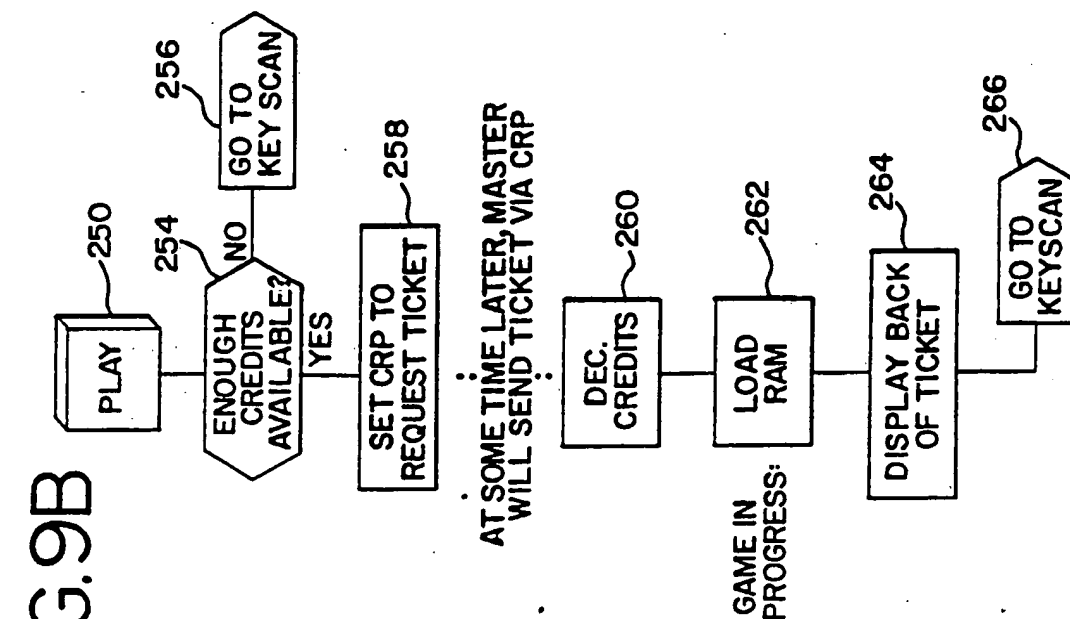 G.9B
PLAY
250
ENOUGH
CREDITS
AVAILABLE?
254
NO
GO TO
KEY SCAN
256
YES
SET CRP TO
REQUEST TICKET
258
AT SOME TIME LATER, MASTER
WILL SEND TICKET VIA CRP
DEC.
CREDITS
260
GAME IN
PROGRESS:
LOAD
RAM
262
DISPLAY BACK
OF TICKET
264
GO TO
KEYSCAN
266